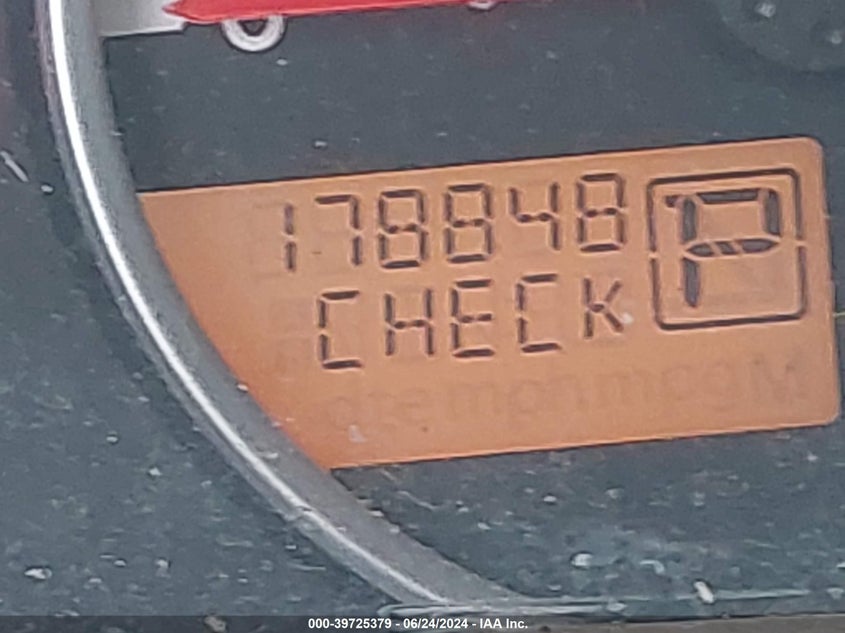 178848
P
CHECK
000-39725379 - 06/24/2024 - IAA Inc.